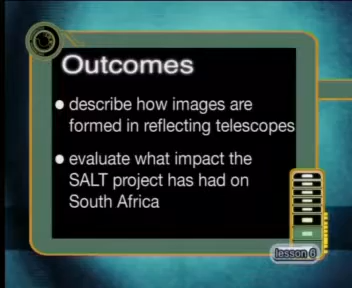 Outcomes
describe how images are
formed in reflecting telescopes
evaluate what impact the
SALT project has had on
South Africa
lesson 6